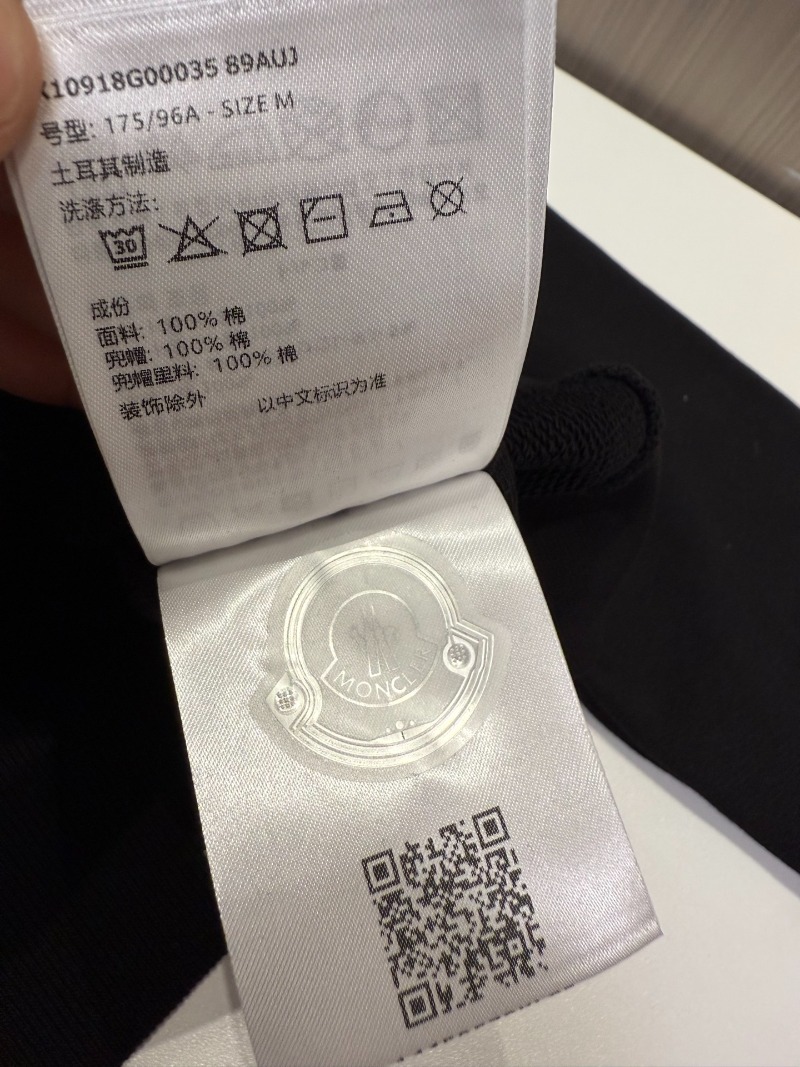 10918G00035 89AUJ
号型: 175/96A - SIZE M
土耳其制造
洗涤方法:
30
成份
面料: 100% 棉
兜帽: 100% 棉
兜帽里料: 100% 棉
装饰除外 以中文标识为准
MONCLER